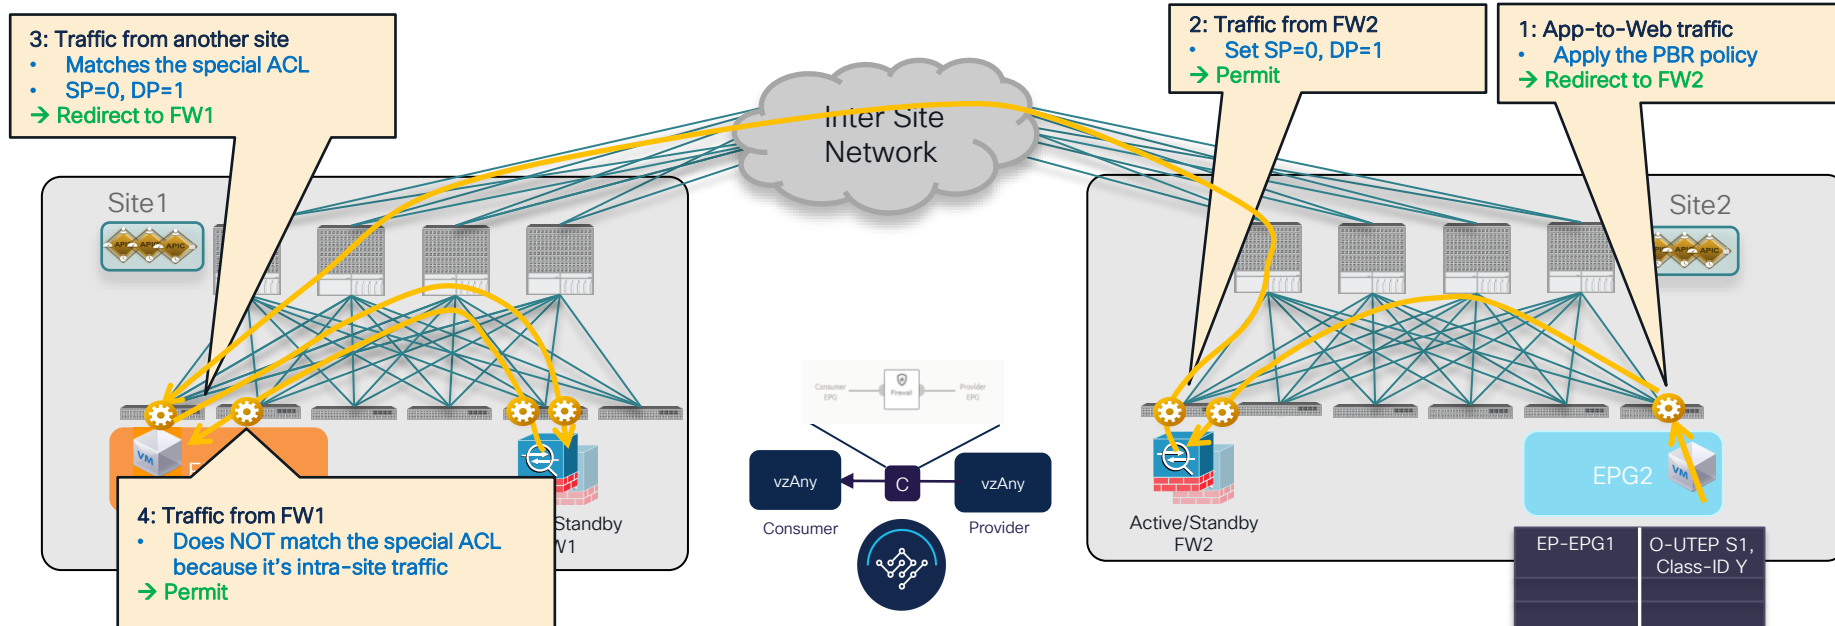 3: Traffic from another site
• Matches the special ACL
• SP=0, DP=1
→ Redirect to FW1
2: Traffic from FW2
• Set SP=0, DP=1
→ Permit
1: App-to-Web traffic
• Apply the PBR policy
→ Redirect to FW2
Inter Site
Network
Site1
Site2
APIC APIC APIC
APIC APIC
VM
4: Traffic from FW1
• Does NOT match the special ACL
because it's intra-site traffic
→ Permit
Standby
W1
Consumer
EPG
Firewall
Provider
EPG
vzAny
C
vzAny
Consumer
Provider
Active/Standby
FW2
EPG2
VM
EP-EPG1
O-UTEP S1,
Class-ID Y